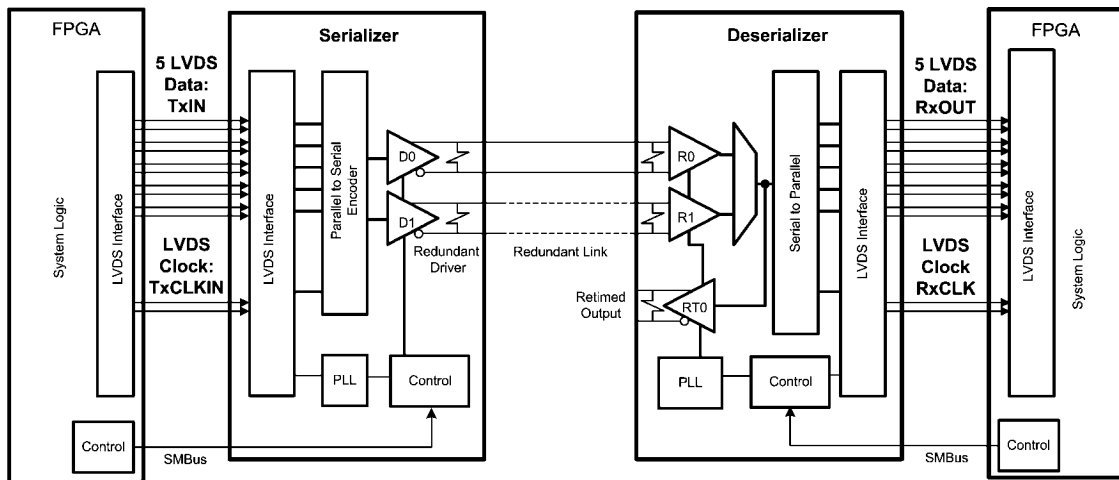 FPGA
System Logic
LVDS Interface
Control
5 LVDS
Data:
TxIN
LVDS
Clock:
TxCLKIN
SMBus
Serializer
LVDS Interface
Parallel to Serial
Encoder
D0
D1
PLL
Control
Redundant
Driver
Redundant Link
Deserializer
R0
R1
Retimed
Output
RT0
Serial to Parallel
LVDS Interface
PLL
Control
5 LVDS
Data:
RxOUT
LVDS
Clock
RxCLK
SMBus
FPGA
LVDS Interface
System Logic
Control